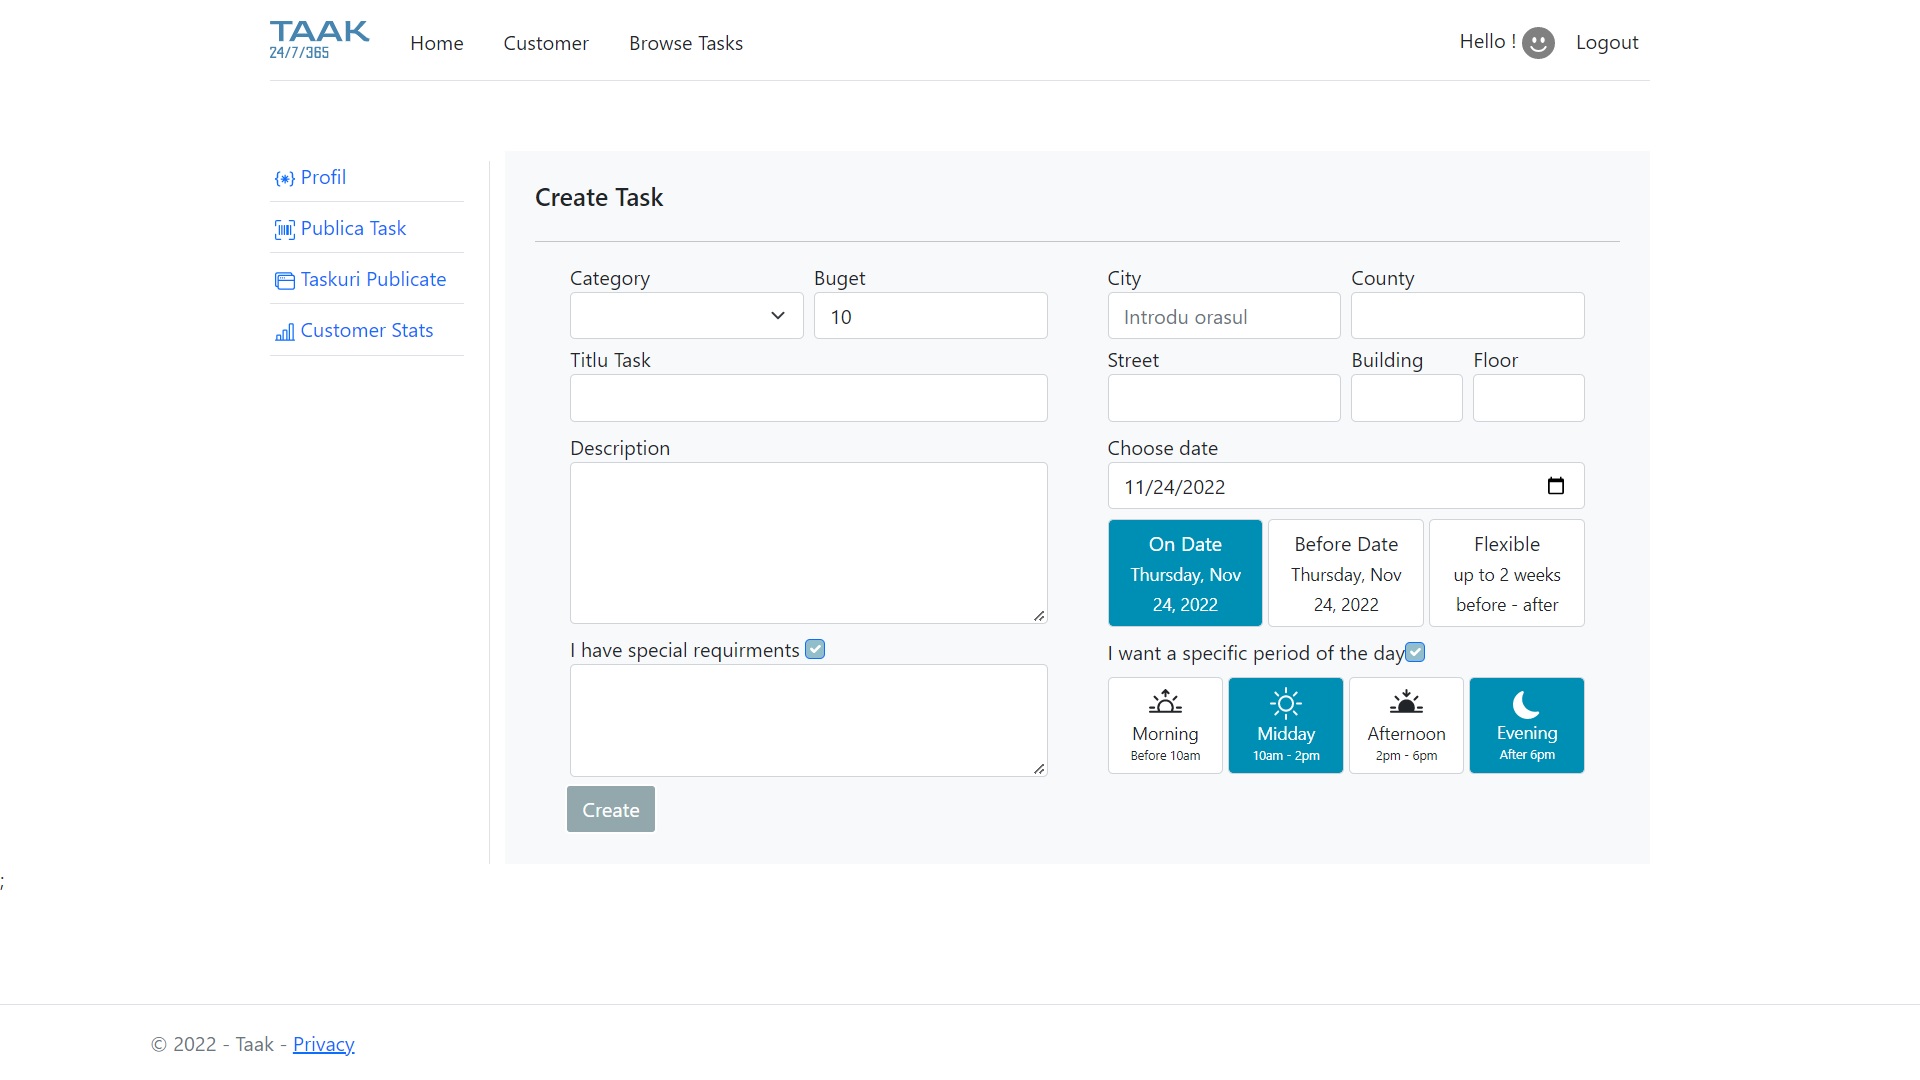 TAAK
24/7/365
Home
Customer
Browse Tasks
Hello !
Logout
Profil
Publica Task
Taskuri Publicate
Customer Stats
Create Task
Category
Buget
10
Titlu Task
Description
I have special requirments
Create
City
County
Introdu orasul
Street
Building
Floor
Choose date
11/24/2022
On Date
Thursday, Nov
24, 2022
Before Date
Thursday, Nov
24, 2022
Flexible
up to 2 weeks
before - after
I want a specific period of the day
Morning
Before 10am
Midday
10am - 2pm
Afternoon
2pm - 6pm
Evening
After 6pm
;
© 2022 - Taak - Privacy